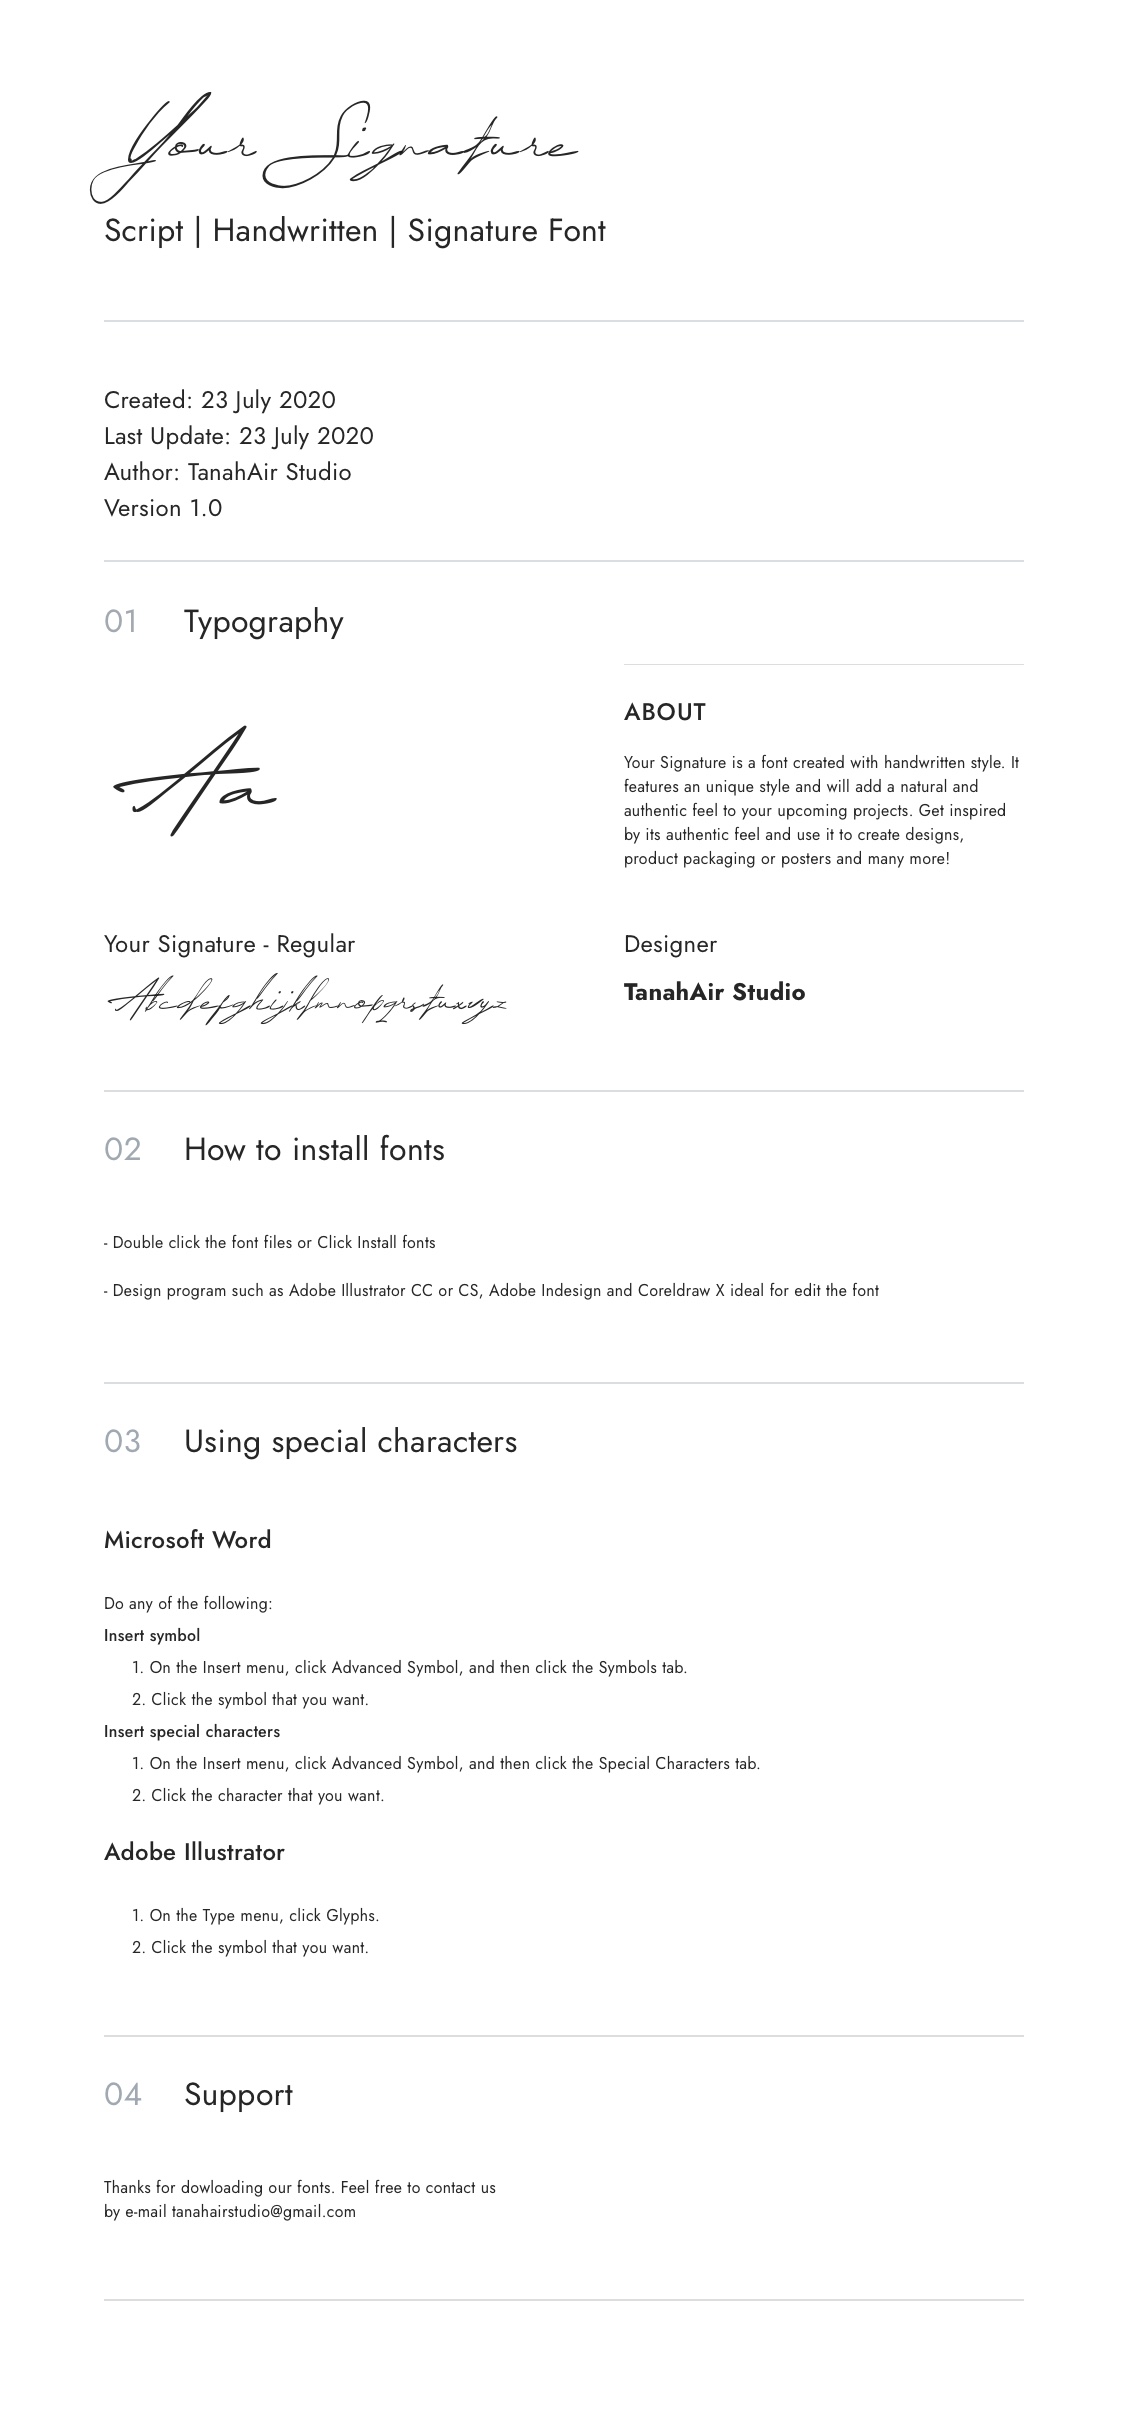 Your Signature
Script | Handwritten | Signature Font
Created: 23 July 2020
Last Update: 23 July 2020
Author: TanahAir Studio
Version 1.0
01 Typography
Aa
ABOUT
Your Signature is a font created with handwritten style. It
features an unique style and will add a natural and
authentic feel to your upcoming projects. Get inspired
by its authentic feel and use it to create designs,
product packaging or posters and many more!
Your Signature - Regular
Abcdefghijklmnopqrstuxvyz
Designer
TanahAir Studio
02 How to install fonts
- Double click the font files or Click Install fonts
- Design program such as Adobe Illustrator CC or CS, Adobe Indesign and Coreldraw X ideal for edit the font
03 Using special characters
Microsoft Word
Do any of the following:
Insert symbol
1. On the Insert menu, click Advanced Symbol, and then click the Symbols tab.
2. Click the symbol that you want.
Insert special characters
1. On the Insert menu, click Advanced Symbol, and then click the Special Characters tab.
2. Click the character that you want.
Adobe Illustrator
1. On the Type menu, click Glyphs.
2. Click the symbol that you want.
04 Support
Thanks for dowloading our fonts. Feel free to contact us
by e-mail tanahairstudio@gmail.com